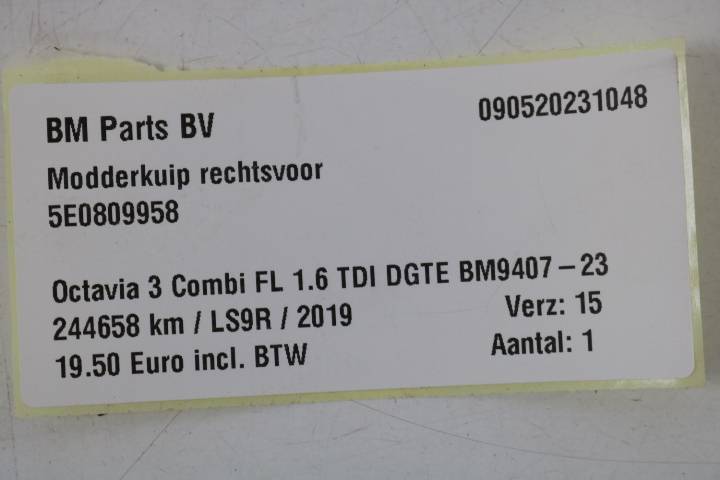 BM Parts BV 090520231048
Modderkuip rechtsvoor
5E0809958
Octavia 3 Combi FL 1.6 TDI DGTE BM9407-23
244658 km / LS9R / 2019 Verz: 15
19.50 Euro incl. BTW Aantal: 1